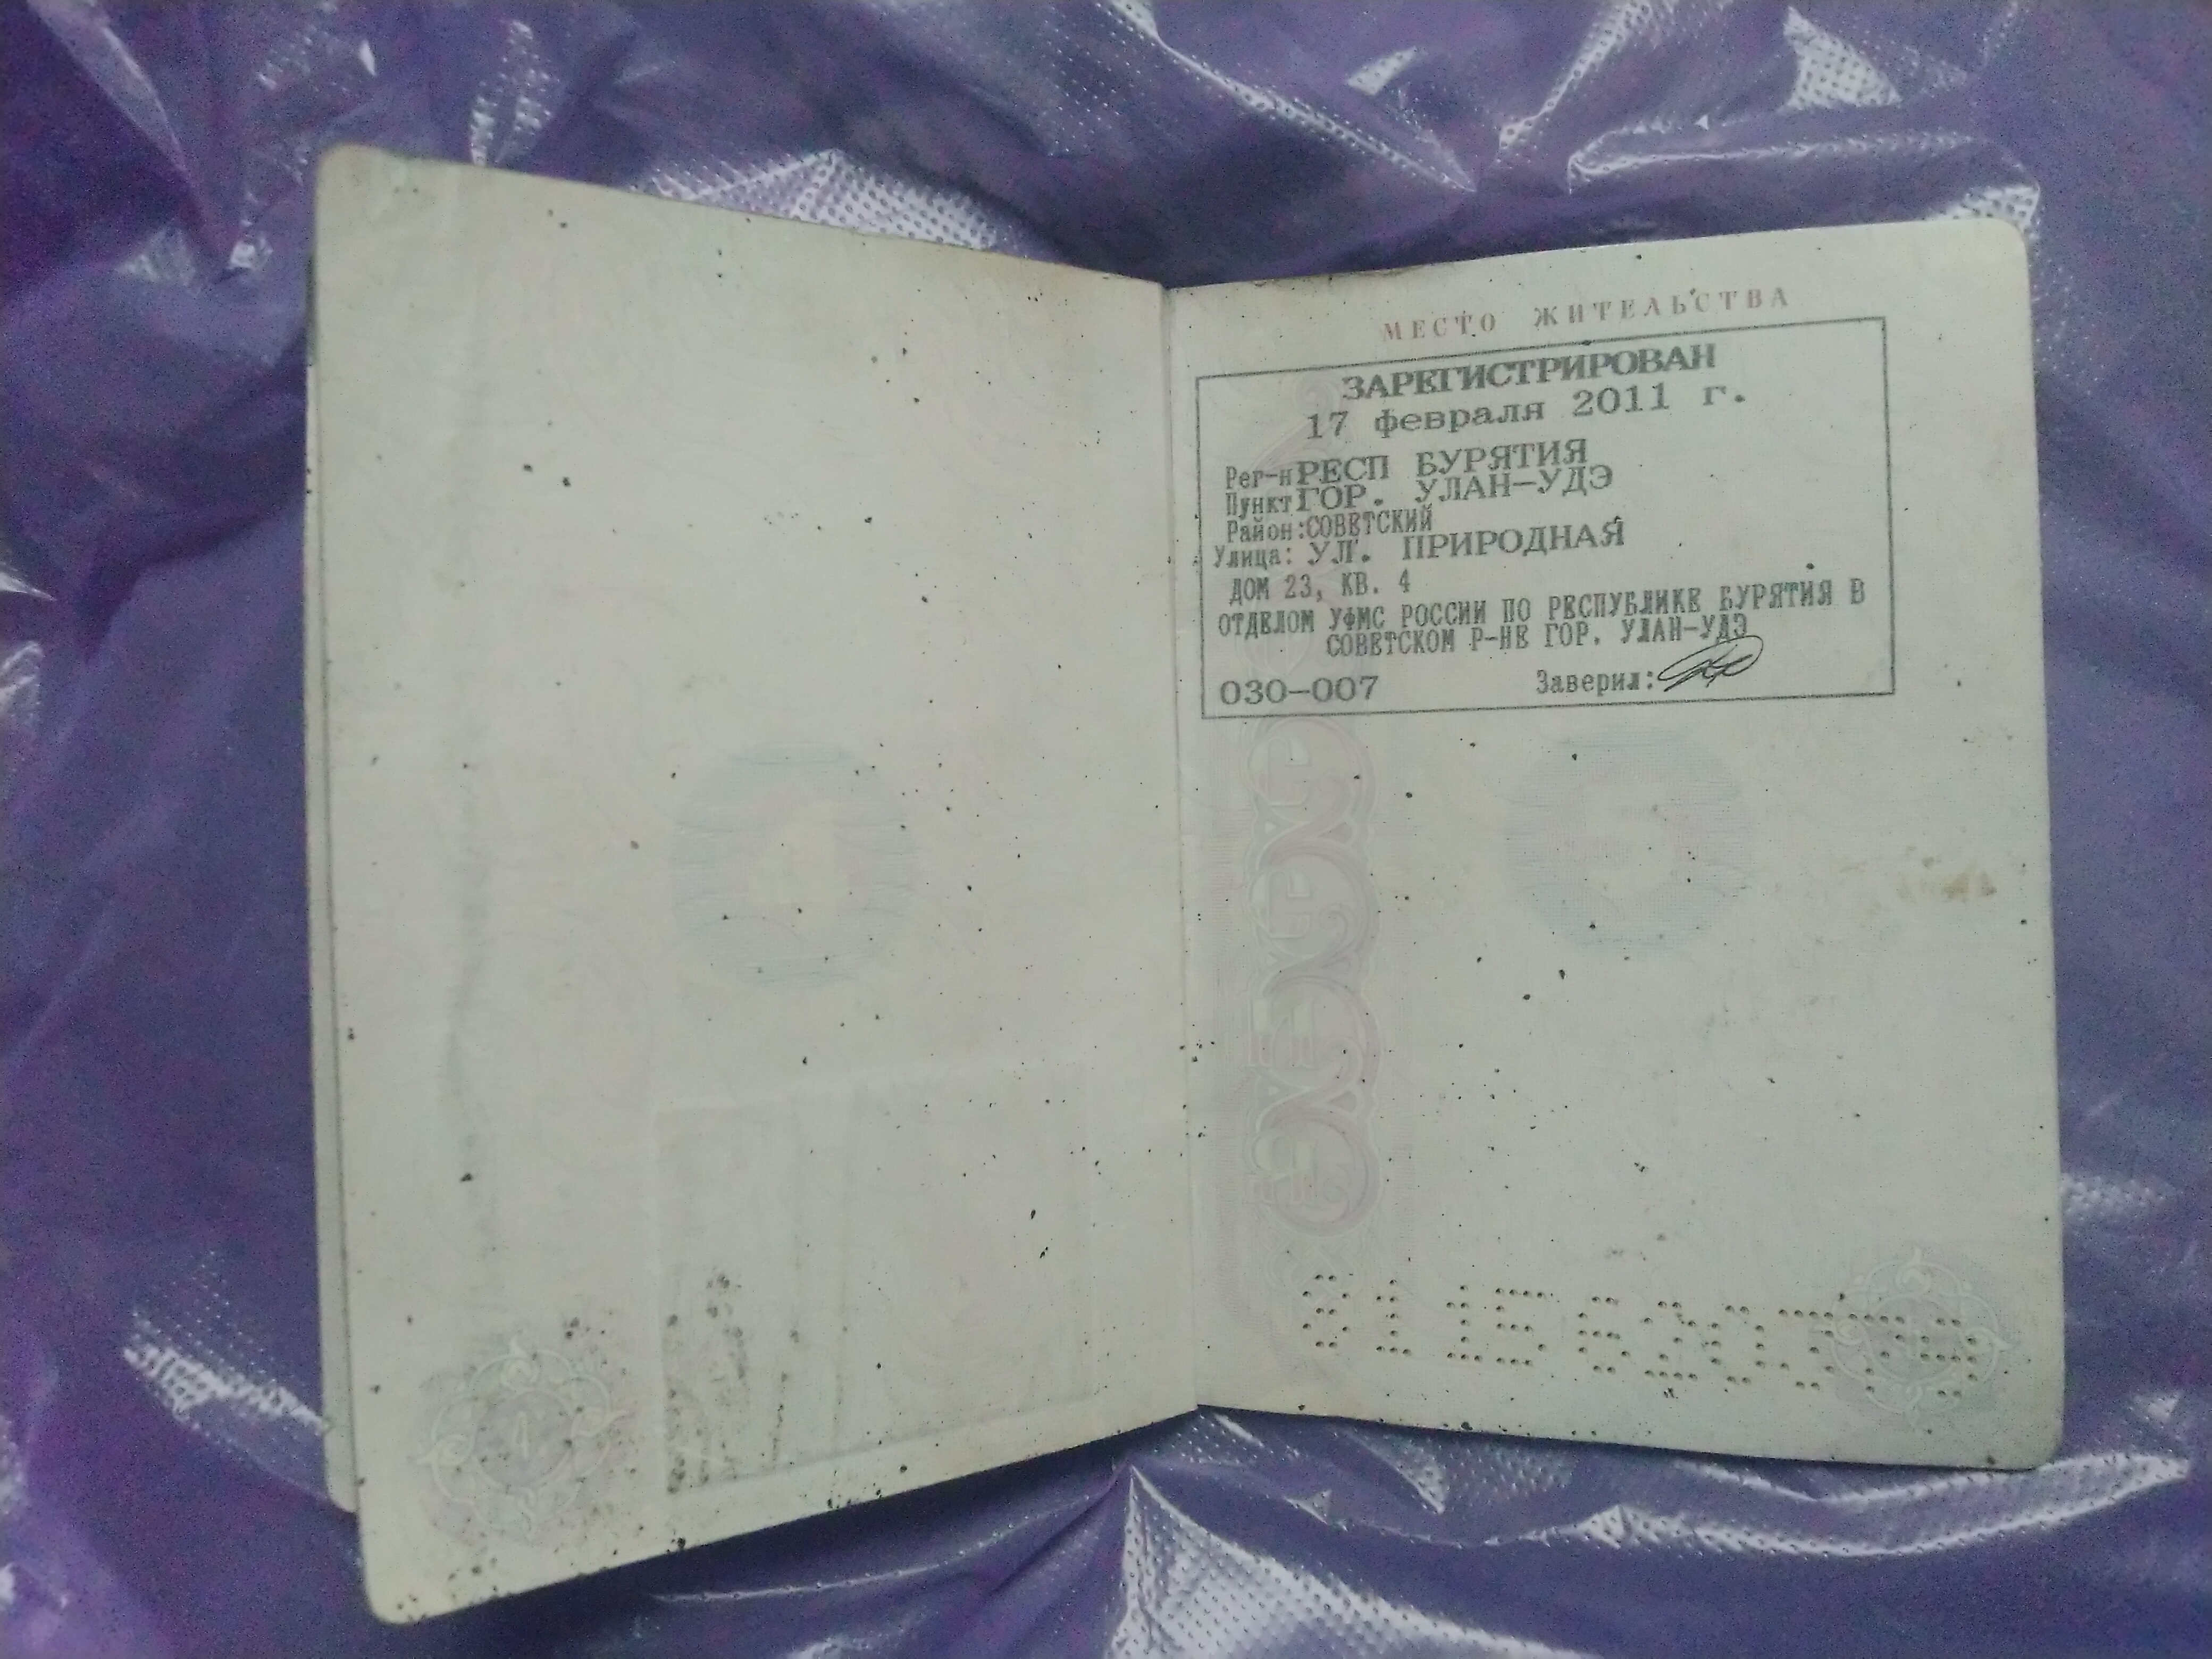 МЕСТО ЖИТЕЛЬСТВА
ЗАРЕГИСТРИРОВАН
17 февраля 2011 г.
Рег-н РЕСП БУРЯТИЯ
Пункт ГОР. УЛАН-УДЭ
Район: СОВЕТСКИЙ
Улица: УЛ. ПРИРОДНАЯ
ДОМ 23, КВ. 4
ОТДЕЛОМ УФМС РОССИИ ПО РЕСПУБЛИКЕ БУРЯТИЯ В
СОВЕТСКОМ Р-НЕ ГОР. УЛАН-УДЭ
030-007 Заверил: